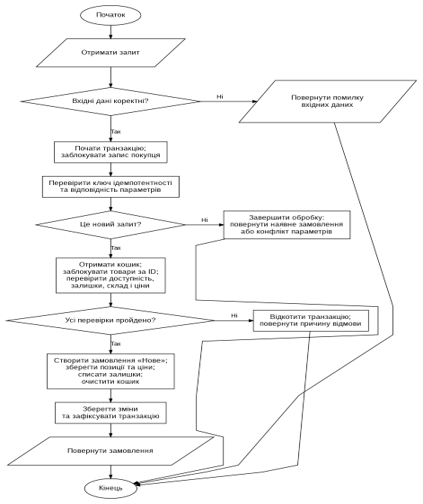 Початок
Отримати запит
Вхідні дані коректні?
Ні
Повернути помилку
вхідних даних
Так
Почати транзакцію;
заблокувати запис покупця
Перевірити ключ ідемпотентності
та відповідність параметрів
Це новий запит?
Ні
Завершити обробку:
повернути наявне замовлення
або конфлікт параметрів
Так
Отримати кошик;
заблокувати товари за ID;
перевірити доступність,
залишки, склад і ціни
Усі перевірки пройдено?
Ні
Відкотити транзакцію;
повернути причину відмови
Так
Створити замовлення «Нове»;
зберегти позиції та ціни;
списати залишки;
очистити кошик
Зберегти зміни
та зафіксувати транзакцію
Повернути замовлення
Кінець